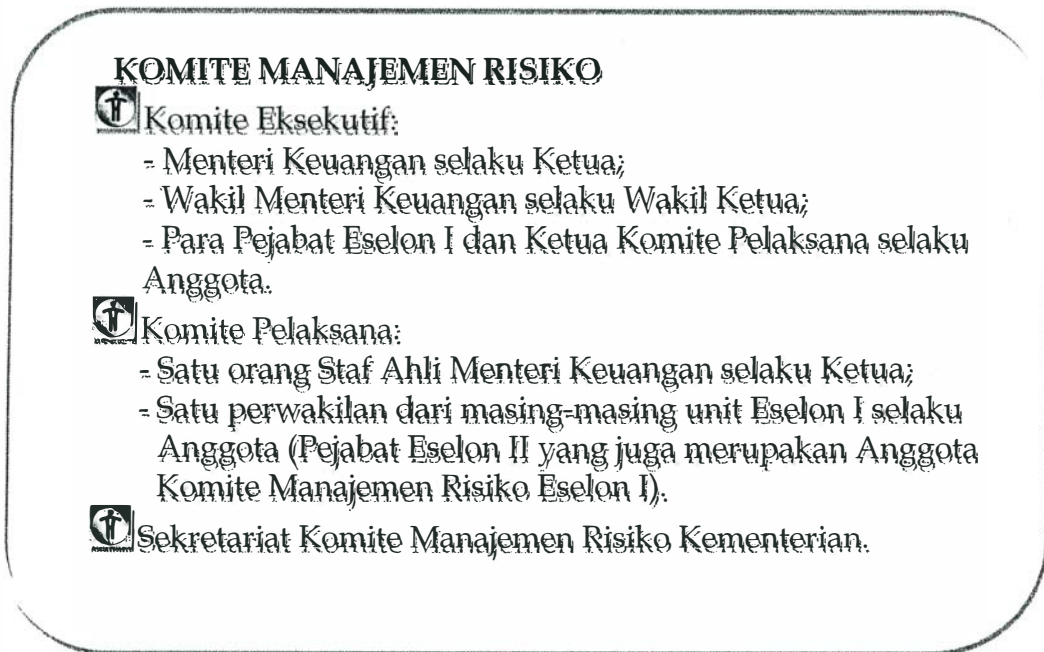 KOMITE MANAJEMEN RISIKO
Komite Eksekutif:
- Menteri Keuangan selaku Ketua;
- Wakil Menteri Keuangan selaku Wakil Ketua;
- Para Pejabat Eselon I dan Ketua Komite Pelaksana selaku
Anggota.
Komite Pelaksana:
- Satu orang Staf Ahli Menteri Keuangan selaku Ketua;
- Satu perwakilan dari masing-masing unit Eselon I selaku
Anggota (Pejabat Eselon II yang juga merupakan Anggota
Komite Manajemen Risiko Eselon I).
Sekretariat Komite Manajemen Risiko Kementerian.